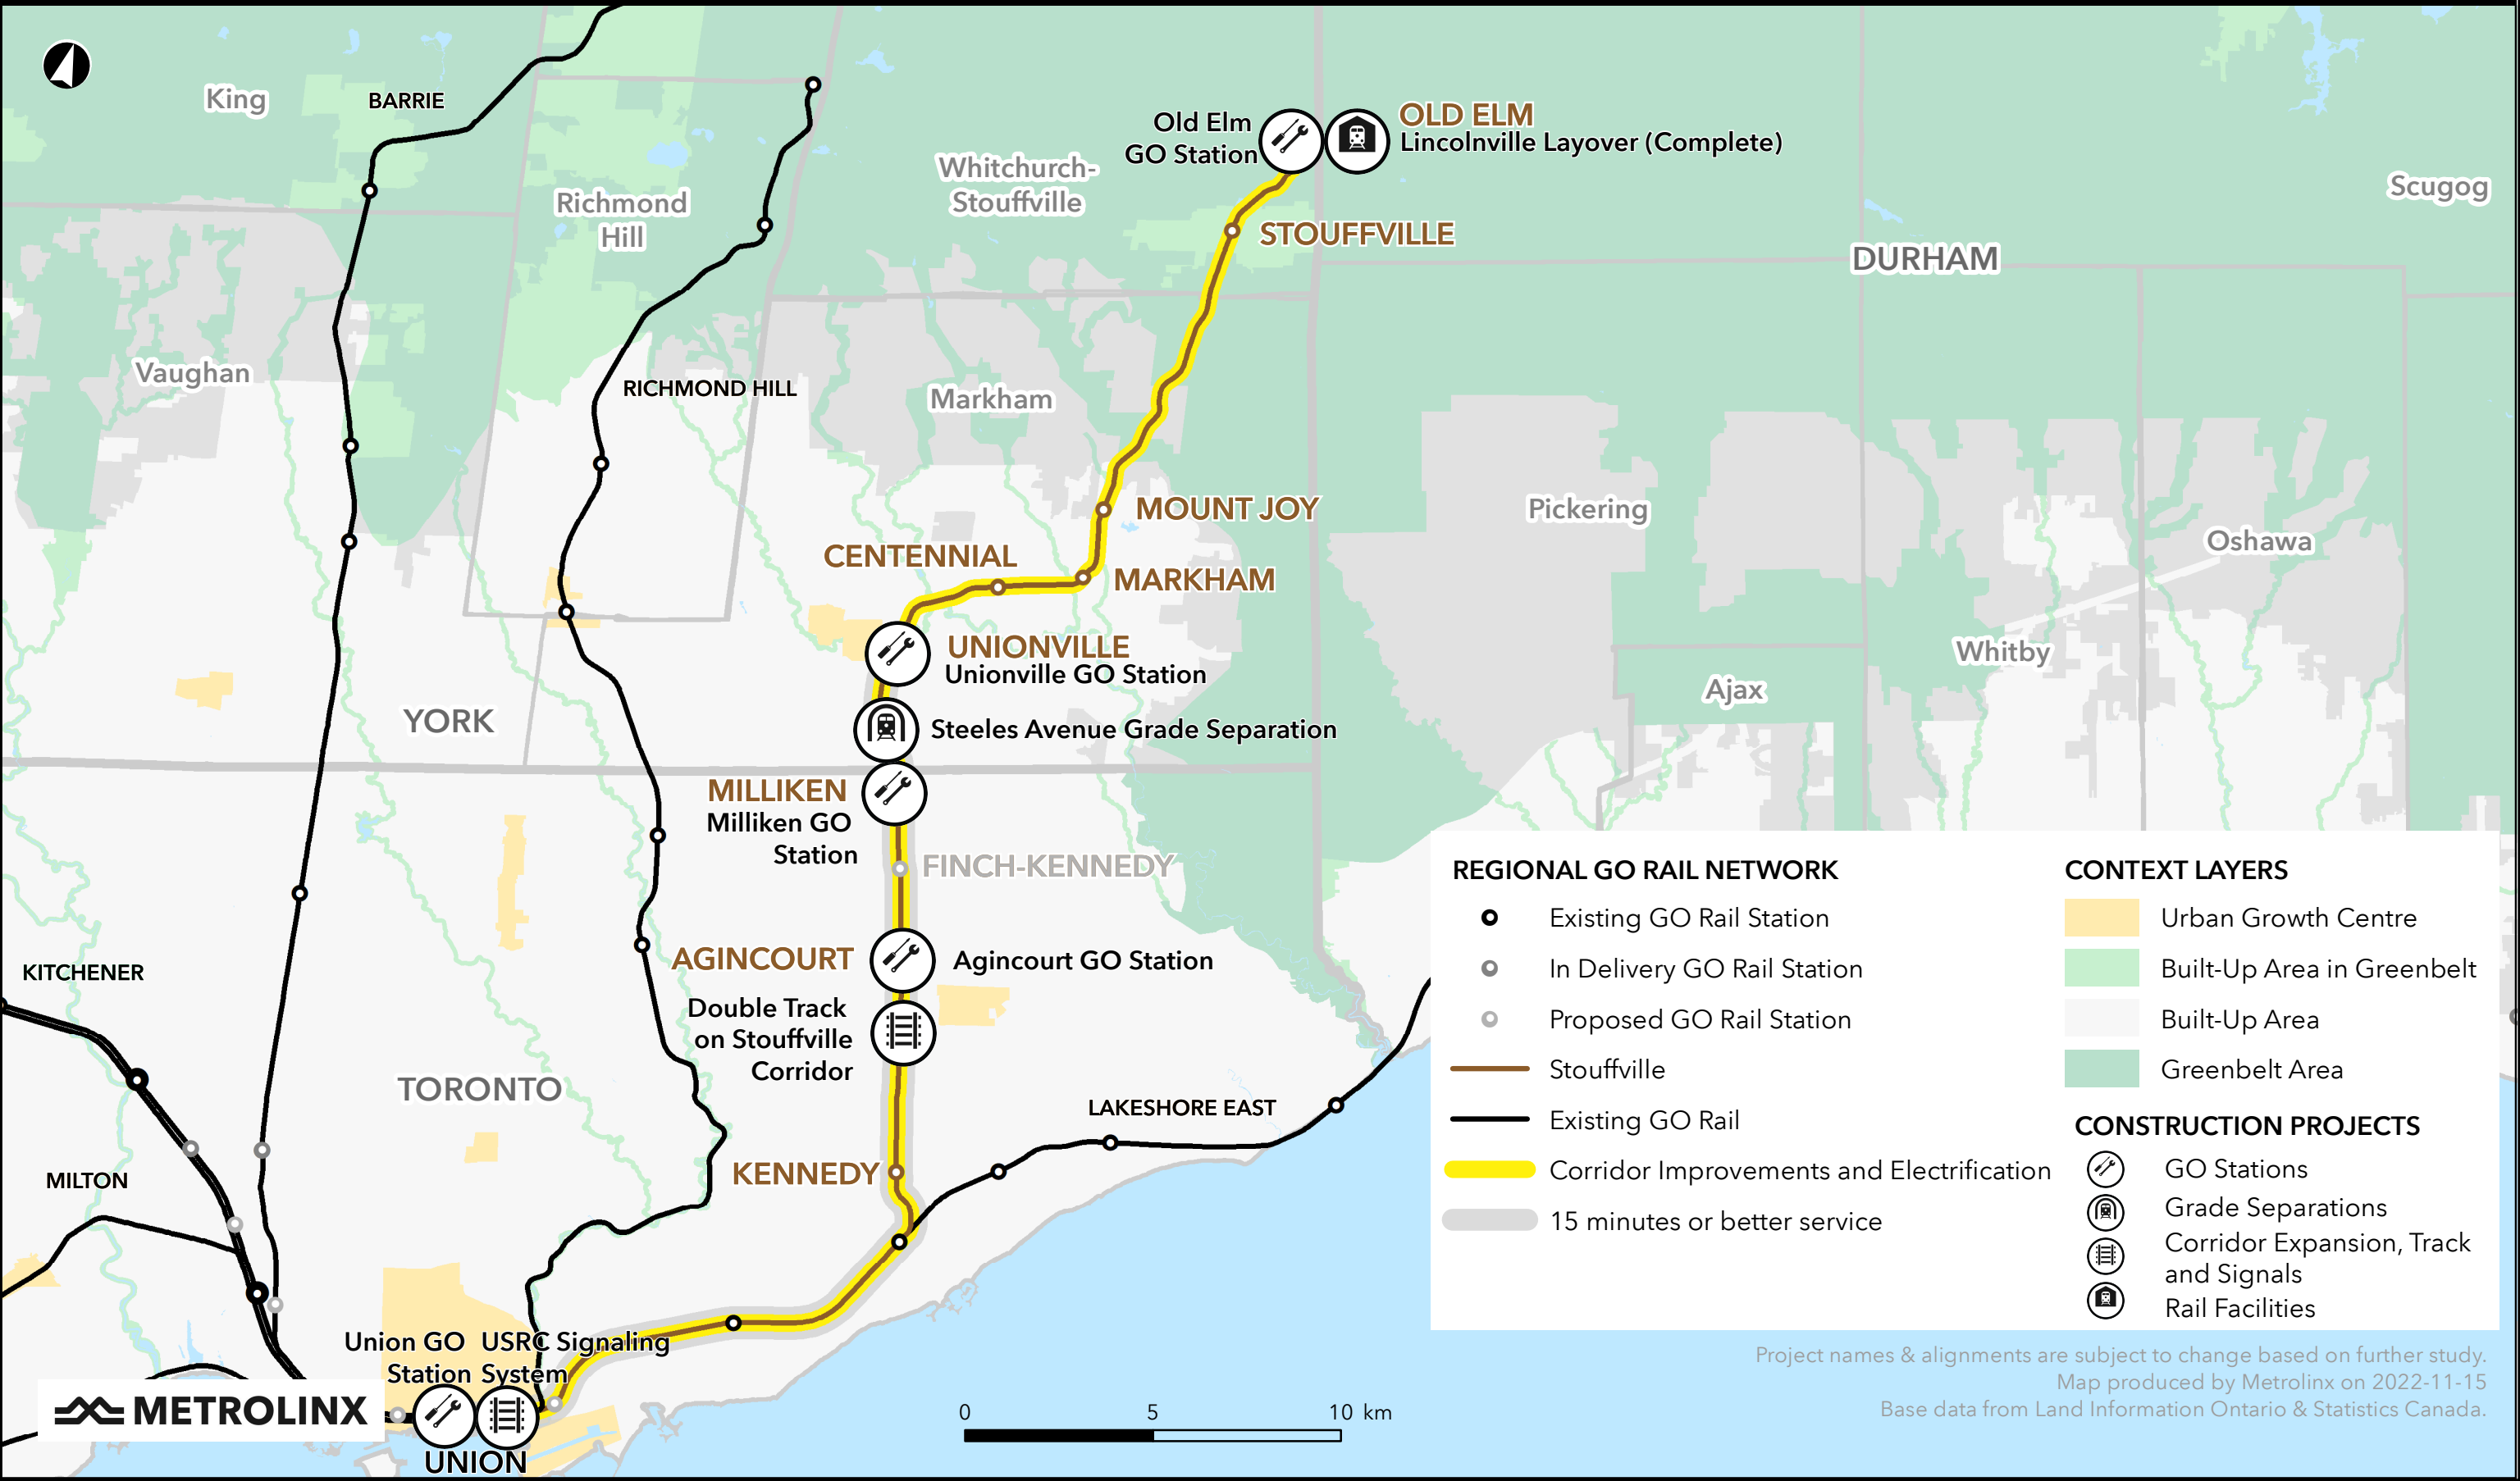 King
BARRIE
Old Elm
GO Station
OLD ELM
Lincolnville Layover (Complete)
Whitchurch-
Stouffville
Scugog
Richmond
Hill
STOUFFVILLE
DURHAM
Vaughan
RICHMOND HILL
Markham
MOUNT JOY
Pickering
Oshawa
CENTENNIAL
MARKHAM
UNIONVILLE
Unionville GO Station
Whitby
Ajax
YORK
Steeles Avenue Grade Separation
MILLIKEN
Milliken GO
Station
FINCH-KENNEDY
AGINCOURT
Agincourt GO Station
KITCHENER
Double Track
on Stouffville
Corridor
TORONTO
LAKESHORE EAST
MILTON
KENNEDY
Union GO
Station
USRC Signaling
System
UNION
METROLINX
0 5 10 km
REGIONAL GO RAIL NETWORK
Existing GO Rail Station
In Delivery GO Rail Station
Proposed GO Rail Station
Stouffville
Existing GO Rail
Corridor Improvements and Electrification
15 minutes or better service
CONTEXT LAYERS
Urban Growth Centre
Built-Up Area in Greenbelt
Built-Up Area
Greenbelt Area
CONSTRUCTION PROJECTS
GO Stations
Grade Separations
Corridor Expansion, Track
and Signals
Rail Facilities
Project names & alignments are subject to change based on further study.
Map produced by Metrolinx on 2022-11-15
Base data from Land Information Ontario & Statistics Canada.